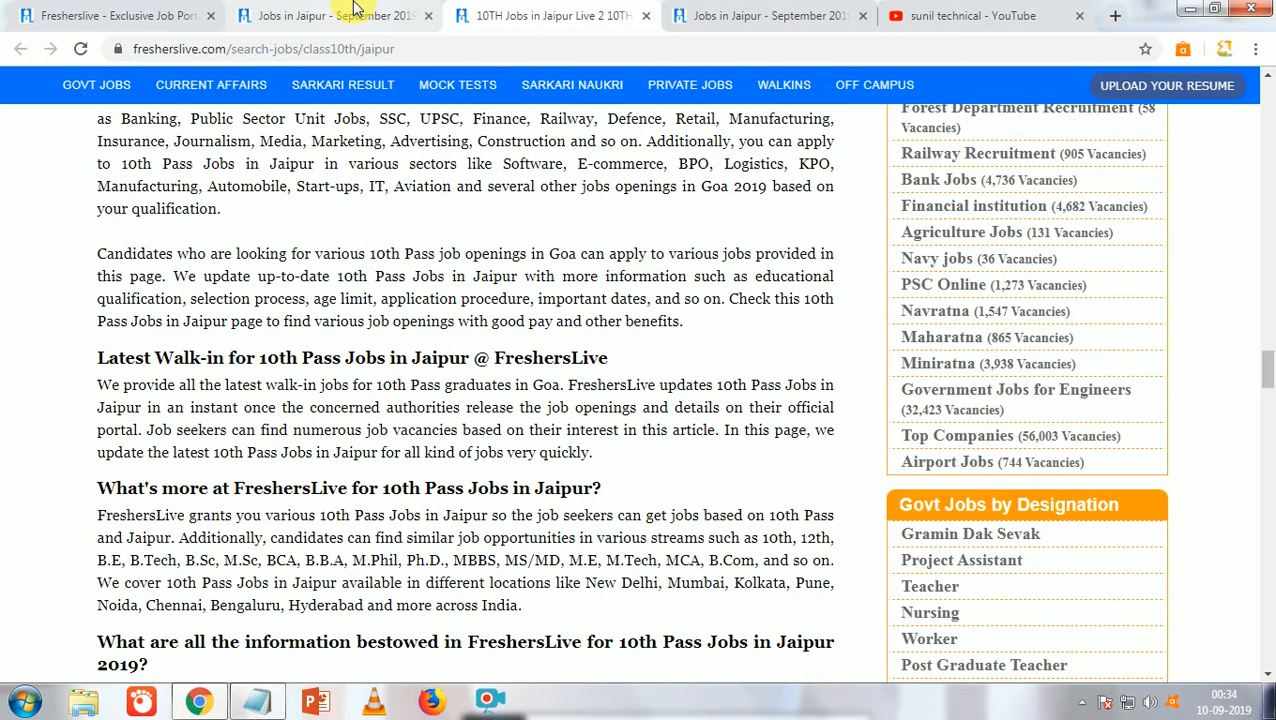 Fresherslive - Exclusive Job Port
Jobs in Jaipur - September 2019
10TH Jobs in Jaipur Live 2 10TH
Jobs in Jaipur - September 2019
sunil technical - YouTube
fresherslive.com/search-jobs/class10th/jaipur
GOVT JOBS CURRENT AFFAIRS SARKARI RESULT MOCK TESTS SARKARI NAUKRI PRIVATE JOBS WALKINS OFF CAMPUS UPLOAD YOUR RESUME
as Banking, Public Sector Unit Jobs, SSC, UPSC, Finance, Railway, Defence, Retail, Manufacturing,
Insurance, Journalism, Media, Marketing, Advertising, Construction and so on. Additionally, you can apply
to 10th Pass Jobs in Jaipur in various sectors like Software, E-commerce, BPO, Logistics, KPO,
Manufacturing, Automobile, Start-ups, IT, Aviation and several other jobs openings in Goa 2019 based on
your qualification.
Candidates who are looking for various 10th Pass job openings in Goa can apply to various jobs provided in
this page. We update up-to-date 10th Pass Jobs in Jaipur with more information such as educational
qualification, selection process, age limit, application procedure, important dates, and so on. Check this 10th
Pass Jobs in Jaipur page to find various job openings with good pay and other benefits.
Latest Walk-in for 10th Pass Jobs in Jaipur @ FreshersLive
We provide all the latest walk-in jobs for 10th Pass graduates in Goa. FreshersLive updates 10th Pass Jobs in
Jaipur in an instant once the concerned authorities release the job openings and details on their official
portal. Job seekers can find numerous job vacancies based on their interest in this article. In this page, we
update the latest 10th Pass Jobs in Jaipur for all kind of jobs very quickly.
What's more at FreshersLive for 10th Pass Jobs in Jaipur?
FreshersLive grants you various 10th Pass Jobs in Jaipur so the job seekers can get jobs based on 10th Pass
and Jaipur. Additionally, candidates can find similar job opportunities in various streams such as 10th, 12th,
B.E, B.Tech, B.Sc, M.Sc, BCA, B.B.A, M.Phil, Ph.D., MBBS, MS/MD, M.E, M.Tech, MCA, B.Com, and so on.
We cover 10th Pass Jobs in Jaipur available in different locations like New Delhi, Mumbai, Kolkata, Pune,
Noida, Chennai, Bengaluru, Hyderabad and more across India.
What are all the information bestowed in FreshersLive for 10th Pass Jobs in Jaipur
2019?
Forest Department Recruitment (58
Vacancies)
Railway Recruitment (905 Vacancies)
Bank Jobs (4,736 Vacancies)
Financial institution (4,682 Vacancies)
Agriculture Jobs (131 Vacancies)
Navy jobs (36 Vacancies)
PSC Online (1,273 Vacancies)
Navratna (1,547 Vacancies)
Maharatna (865 Vacancies)
Miniratna (3,938 Vacancies)
Government Jobs for Engineers
(32,423 Vacancies)
Top Companies (56,003 Vacancies)
Airport Jobs (744 Vacancies)
Govt Jobs by Designation
Gramin Dak Sevak
Project Assistant
Teacher
Nursing
Worker
Post Graduate Teacher
00:34
10-09-2019